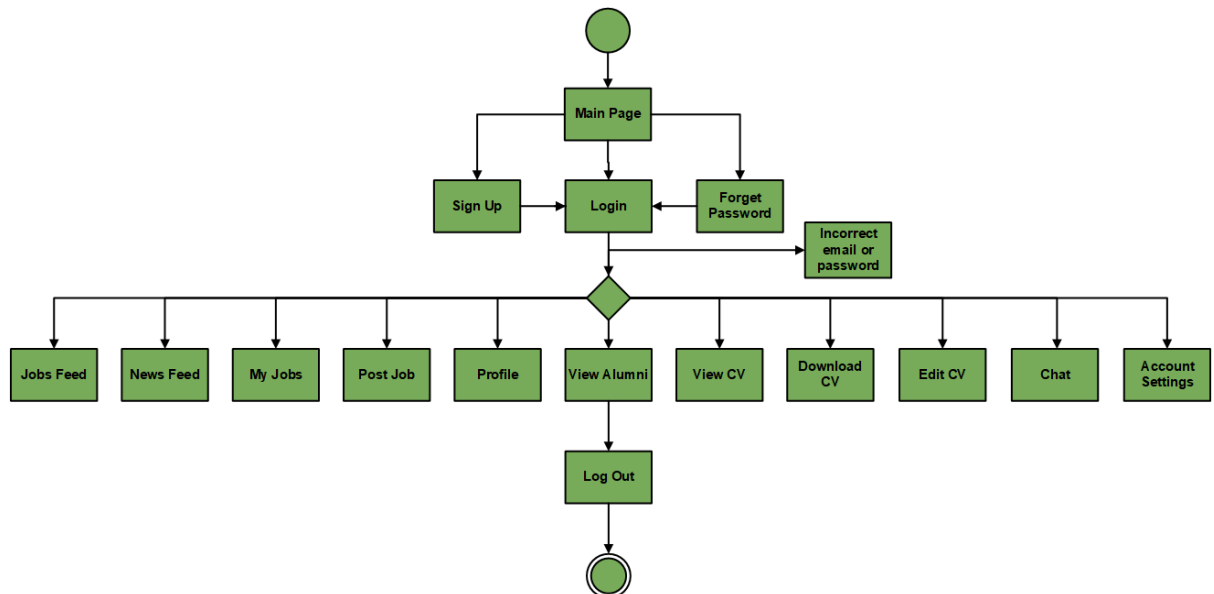 Main Page
Sign Up
Login
Forget
Password
Incorrect
email or
password
Jobs Feed
News Feed
My Jobs
Post Job
Profile
View Alumni
View CV
Download
CV
Edit CV
Chat
Account
Settings
Log Out